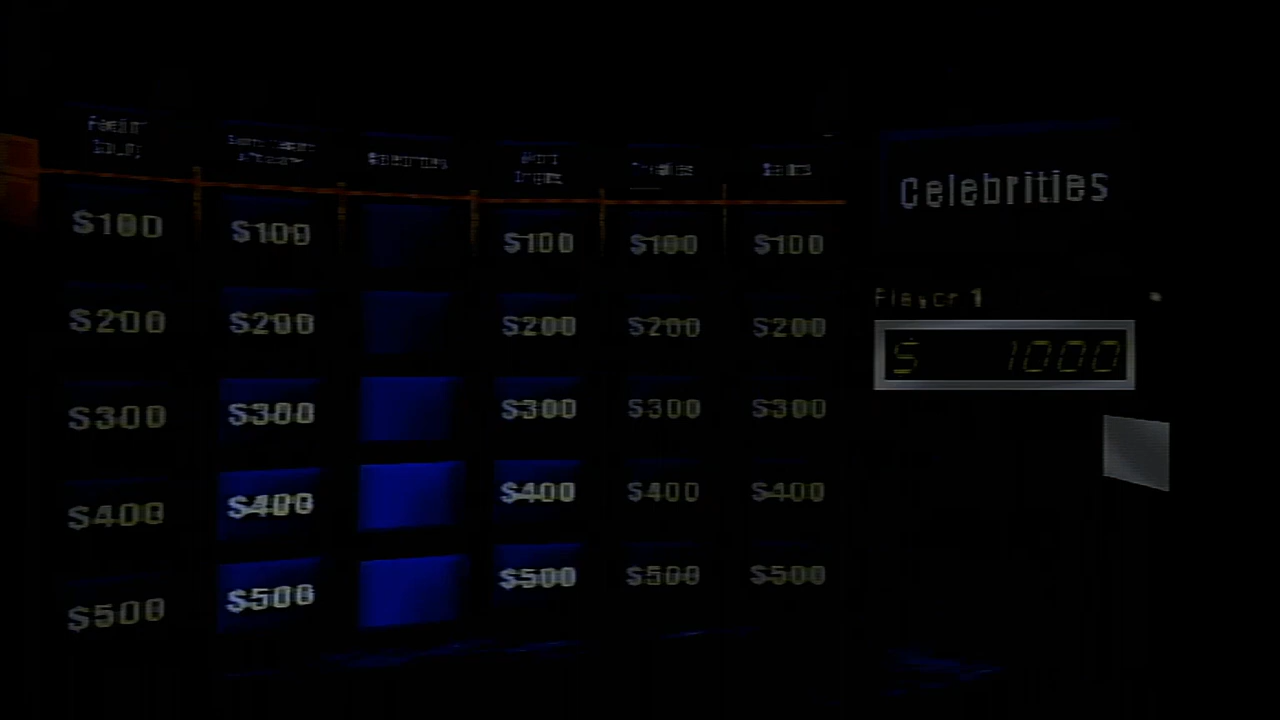 Celebrities
Player 1
$ 1000
$100 $100 $100 $100 $100
$200 $200 $200 $200 $200
$300 $300 $300 $300 $300
$400 $400 $400 $400 $400
$500 $500 $500 $500 $500